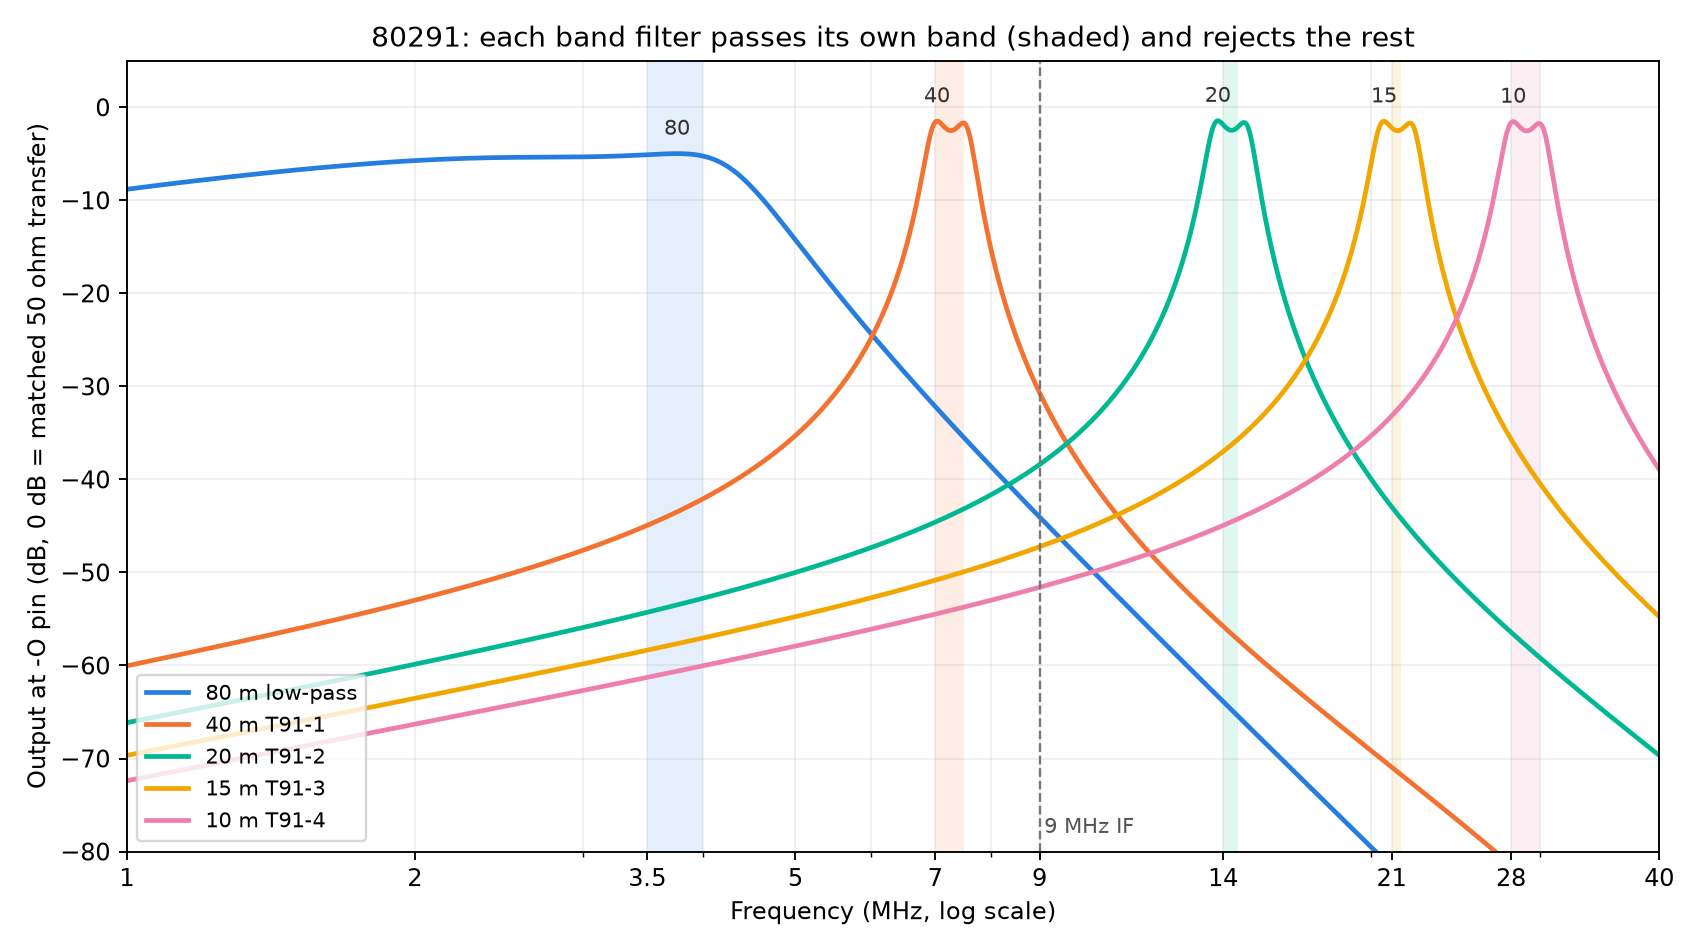 80291: each band filter passes its own band (shaded) and rejects the rest
Output at -O pin (dB, 0 dB = matched 50 ohm transfer)
0
−10
−20
−30
−40
−50
−60
−70
−80
80
40
20
15
10
9 MHz IF
80 m low-pass
40 m T91-1
20 m T91-2
15 m T91-3
10 m T91-4
1 2 3.5 5 7 9 14 21 28 40
Frequency (MHz, log scale)